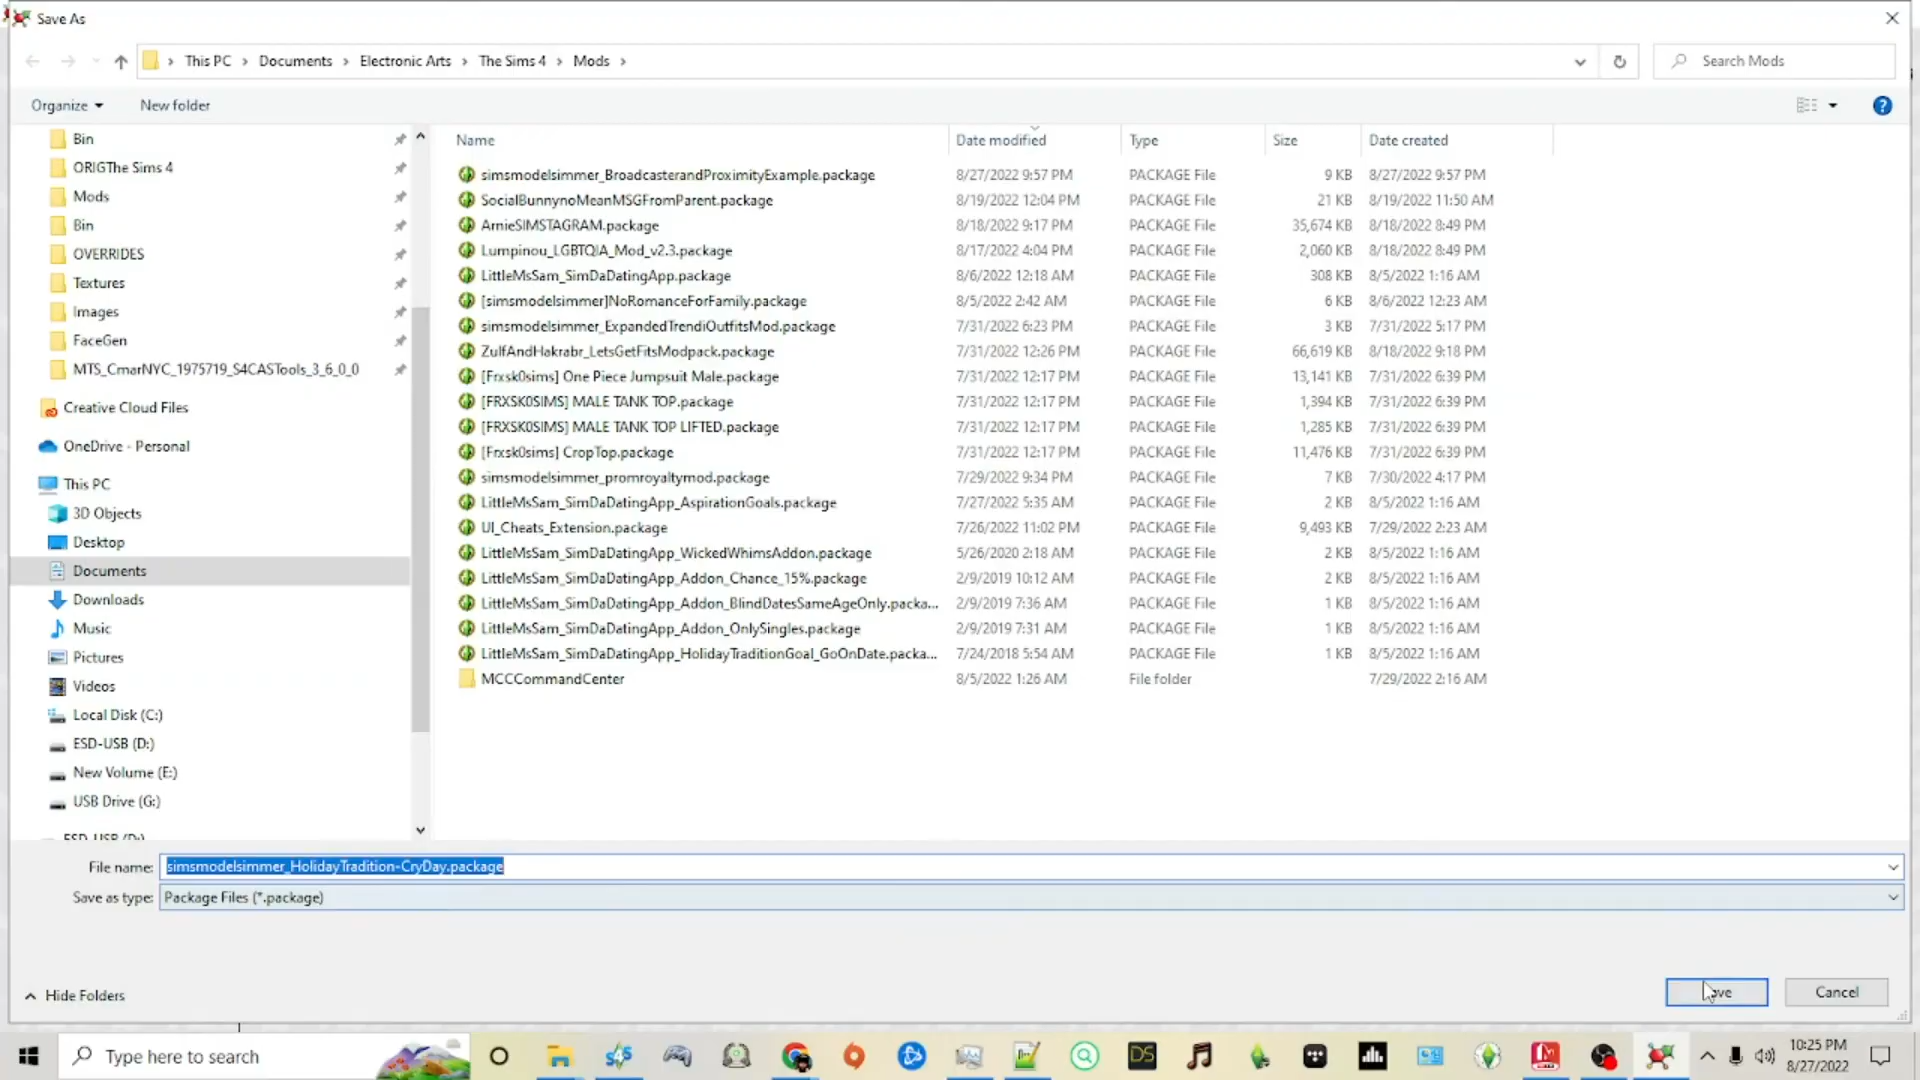 Save As
This PC > Documents > Electronic Arts > The Sims 4 > Mods >
Search Mods
Organize
New folder
Bin
ORIGThe Sims 4
Mods
Bin
OVERRIDES
Textures
Images
FaceGen
MTS_CmarNYC_1975719_S4CASTools_3_6_0_0
Creative Cloud Files
OneDrive - Personal
This PC
3D Objects
Desktop
Documents
Downloads
Music
Pictures
Videos
Local Disk (C:)
ESD-USB (D:)
New Volume (E:)
USB Drive (G:)
ESD-USB (D:)
Name Date modified Type Size Date created
simsmodelsimmer_BroadcasterandProximityExample.package 8/27/2022 9:57 PM PACKAGE File 9 KB 8/27/2022 9:57 PM
SocialBunnynoMeanMSGFromParent.package 8/19/2022 12:04 PM PACKAGE File 21 KB 8/19/2022 11:50 AM
ArnieSIMSTAGRAM.package 8/18/2022 9:17 PM PACKAGE File 35,674 KB 8/18/2022 8:49 PM
Lumpinou_LGBTQIA_Mod_v2.3.package 8/17/2022 4:04 PM PACKAGE File 2,060 KB 8/18/2022 8:49 PM
LittleMsSam_SimDaDatingApp.package 8/6/2022 12:18 AM PACKAGE File 308 KB 8/5/2022 1:16 AM
[simsmodelsimmer]NoRomanceForFamily.package 8/5/2022 2:42 AM PACKAGE File 6 KB 8/6/2022 12:23 AM
simsmodelsimmer_ExpandedTrendiOutfitsMod.package 7/31/2022 6:23 PM PACKAGE File 3 KB 7/31/2022 5:17 PM
ZulfAndHakrabr_LetsGetFitsModpack.package 7/31/2022 12:26 PM PACKAGE File 66,619 KB 8/18/2022 9:18 PM
[Frxsk0sims] One Piece Jumpsuit Male.package 7/31/2022 12:17 PM PACKAGE File 13,141 KB 7/31/2022 6:39 PM
[FRXSK0SIMS] MALE TANK TOP.package 7/31/2022 12:17 PM PACKAGE File 1,394 KB 7/31/2022 6:39 PM
[FRXSK0SIMS] MALE TANK TOP LIFTED.package 7/31/2022 12:17 PM PACKAGE File 1,285 KB 7/31/2022 6:39 PM
[Frxsk0sims] CropTop.package 7/31/2022 12:17 PM PACKAGE File 11,476 KB 7/31/2022 6:39 PM
simsmodelsimmer_promroyaltymod.package 7/29/2022 9:34 PM PACKAGE File 7 KB 7/30/2022 4:17 PM
LittleMsSam_SimDaDatingApp_AspirationGoals.package 7/27/2022 5:35 AM PACKAGE File 2 KB 8/5/2022 1:16 AM
UI_Cheats_Extension.package 7/26/2022 11:02 PM PACKAGE File 9,493 KB 7/29/2022 2:23 AM
LittleMsSam_SimDaDatingApp_WickedWhimsAddon.package 5/26/2020 2:18 AM PACKAGE File 2 KB 8/5/2022 1:16 AM
LittleMsSam_SimDaDatingApp_Addon_Chance_15%.package 2/9/2019 10:12 AM PACKAGE File 2 KB 8/5/2022 1:16 AM
LittleMsSam_SimDaDatingApp_Addon_BlindDatesSameAgeOnly.packa... 2/9/2019 7:36 AM PACKAGE File 1 KB 8/5/2022 1:16 AM
LittleMsSam_SimDaDatingApp_Addon_OnlySingles.package 2/9/2019 7:31 AM PACKAGE File 1 KB 8/5/2022 1:16 AM
LittleMsSam_SimDaDatingApp_HolidayTraditionGoal_GoOnDate.packa... 7/24/2018 5:54 AM PACKAGE File 1 KB 8/5/2022 1:16 AM
MCCCommandCenter 8/5/2022 1:26 AM File folder 7/29/2022 2:16 AM
File name: simsmodelsimmer_HolidayTradition-CryDay.package
Save as type: Package Files (*.package)
Hide Folders
Cancel
Type here to search
DS
10:25 PM
8/27/2022